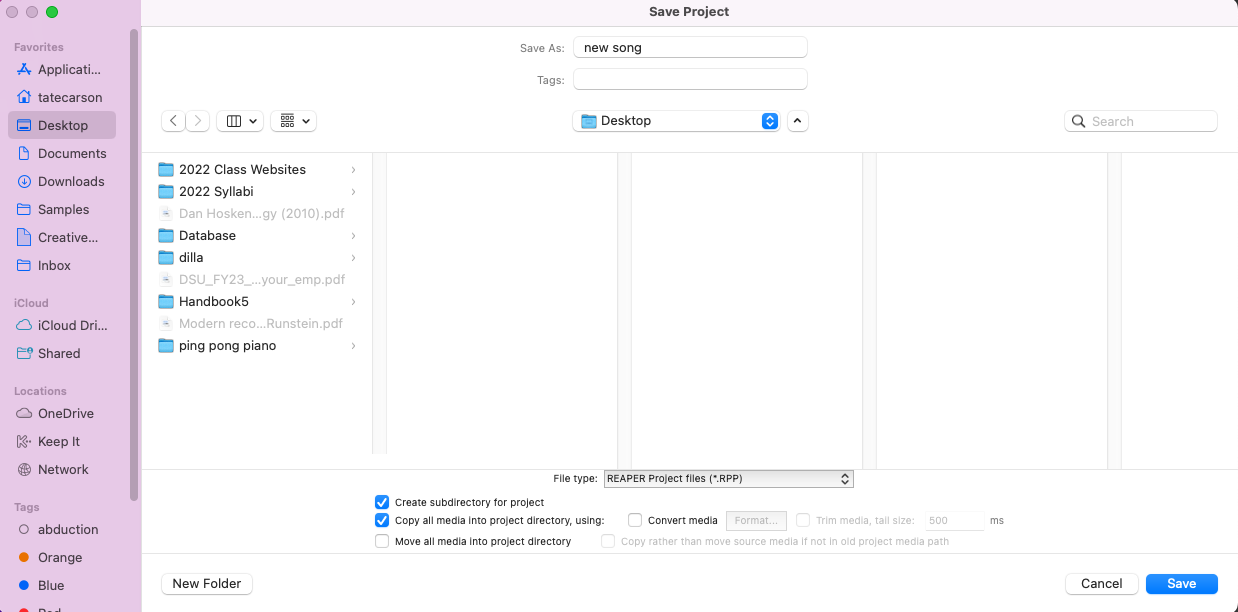 Save Project
Save As: new song
Tags:
Desktop
Search
Favorites
Applicati...
tatecarson
Desktop
Documents
Downloads
Samples
Creative...
Inbox
iCloud
iCloud Dri...
Shared
Locations
OneDrive
Keep It
Network
Tags
abduction
Orange
Blue
Red
2022 Class Websites
2022 Syllabi
Dan Hosken...gy (2010).pdf
Database
dilla
DSU_FY23_...your_emp.pdf
Handbook5
Modern reco...Runstein.pdf
ping pong piano
File type: REAPER Project files (*.RPP)
Create subdirectory for project
Copy all media into project directory, using: Convert media Format... Trim media, tail size: 500 ms
Move all media into project directory Copy rather than move source media if not in old project media path
New Folder Cancel Save